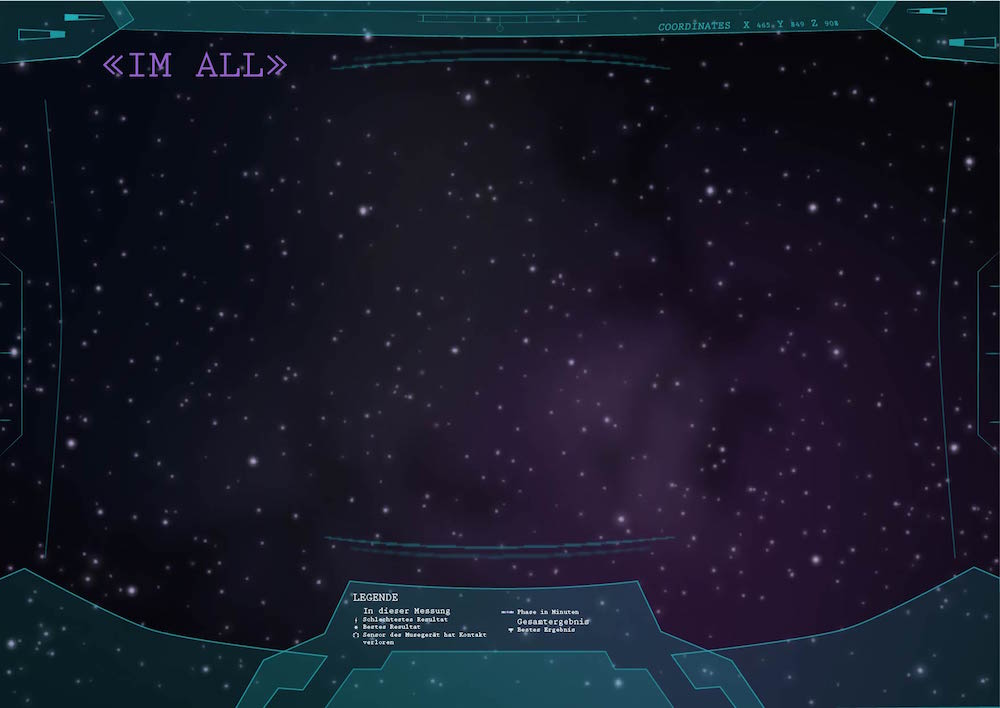 COORDINATES X 465 Y 849 Z 908
«IM ALL»
LEGENDE
In dieser Messung
Schlechtestes Resultat
Bestes Resultat
Sensor des Musegerät hat Kontakt
verloren
Phase in Minuten
Gesamtergebnis
Bestes Ergebnis